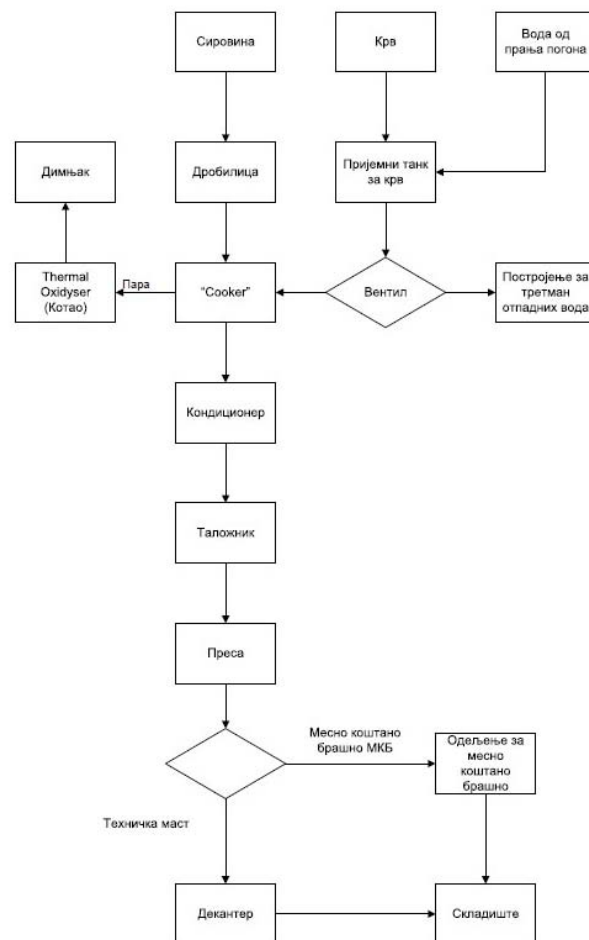 Сировина
Крв
Вода од
прања погона
Димњак
Дробилица
Пријемни танк
за крв
Thermal
Oxidyser
(Котао)
Пара
"Cooker"
Вентил
Постројење за
третман
отпадних вода
Кондиционер
Таложник
Преса
Месно коштано
брашно МКБ
Одељење за
месно
коштано
брашно
Техничка маст
Декантер
Складиште